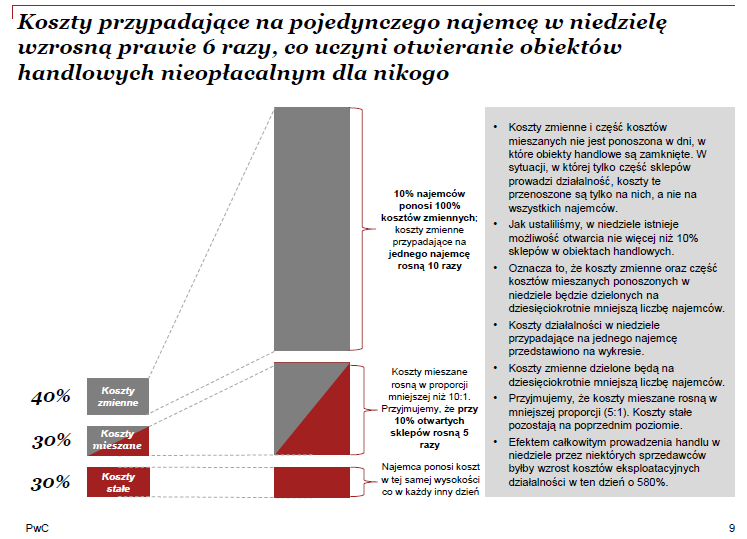 Koszty przypadające na pojedynczego najemcę w niedzielę
wzrosną prawie 6 razy, co uczyni otwieranie obiektów
handlowych nieopłacalnym dla nikogo
10% najemców
ponosi 100%
kosztów zmiennych;
koszty zmienne
przypadające na
jednego najemcę
rosną 10 razy
40%
Koszty
zmienne
30%
Koszty
mieszane
Koszty mieszane
rosną w proporcji
mniejszej niż 10:1.
Przyjmujemy, że przy
10% otwartych
sklepów rosną 5
razy
30%
Koszty
stałe
Najemca ponosi koszt
w tej samej wysokości
co w każdy inny dzień
• Koszty zmienne i część kosztów
mieszanych nie jest ponoszona w dni, w
które obiekty handlowe są zamknięte. W
sytuacji, w której tylko część sklepów
prowadzi działalność, koszty te
przenoszone są tylko na nich, a nie na
wszystkich najemców.
• Jak ustaliliśmy, w niedziele istnieje
możliwość otwarcia nie więcej niż 10%
sklepów w obiektach handlowych.
• Oznacza to, że koszty zmienne oraz część
kosztów mieszanych ponoszonych w
niedziele będzie dzielonych na
dziesięciokrotnie mniejszą liczbę najemców.
• Koszty działalności w niedziele
przypadające na jednego najemcę
przedstawiono na wykresie.
• Koszty zmienne dzielone będą na
dziesięciokrotnie mniejszą liczbę najemców.
• Przyjmujemy, że koszty mieszane rosną w
mniejszej proporcji (5:1). Koszty stałe
pozostają na poprzednim poziomie.
• Efektem całkowitym prowadzenia handlu w
niedziele przez niektórych sprzedawców
byłby wzrost kosztów eksploatacyjnych
działalności w ten dzień o 580%.
PwC
9